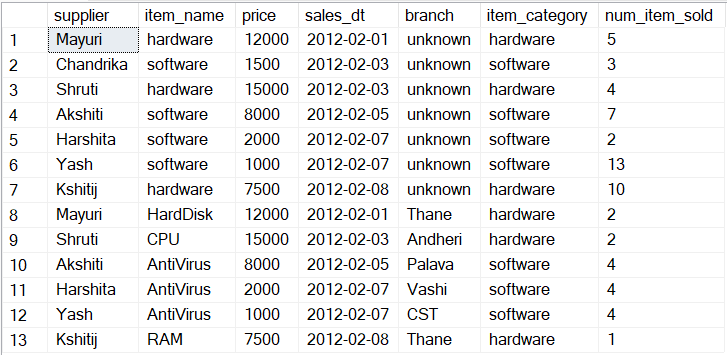 supplier item_name price sales_dt branch item_category num_item_sold
1 Mayuri hardware 12000 2012-02-01 unknown hardware 5
2 Chandrika software 1500 2012-02-03 unknown software 3
3 Shruti hardware 15000 2012-02-03 unknown hardware 4
4 Akshiti software 8000 2012-02-05 unknown software 7
5 Harshita software 2000 2012-02-07 unknown software 2
6 Yash software 1000 2012-02-07 unknown software 13
7 Kshitij hardware 7500 2012-02-08 unknown hardware 10
8 Mayuri HardDisk 12000 2012-02-01 Thane hardware 2
9 Shruti CPU 15000 2012-02-03 Andheri hardware 2
10 Akshiti AntiVirus 8000 2012-02-05 Palava software 4
11 Harshita AntiVirus 2000 2012-02-07 Vashi software 4
12 Yash AntiVirus 1000 2012-02-07 CST software 4
13 Kshitij RAM 7500 2012-02-08 Thane hardware 1